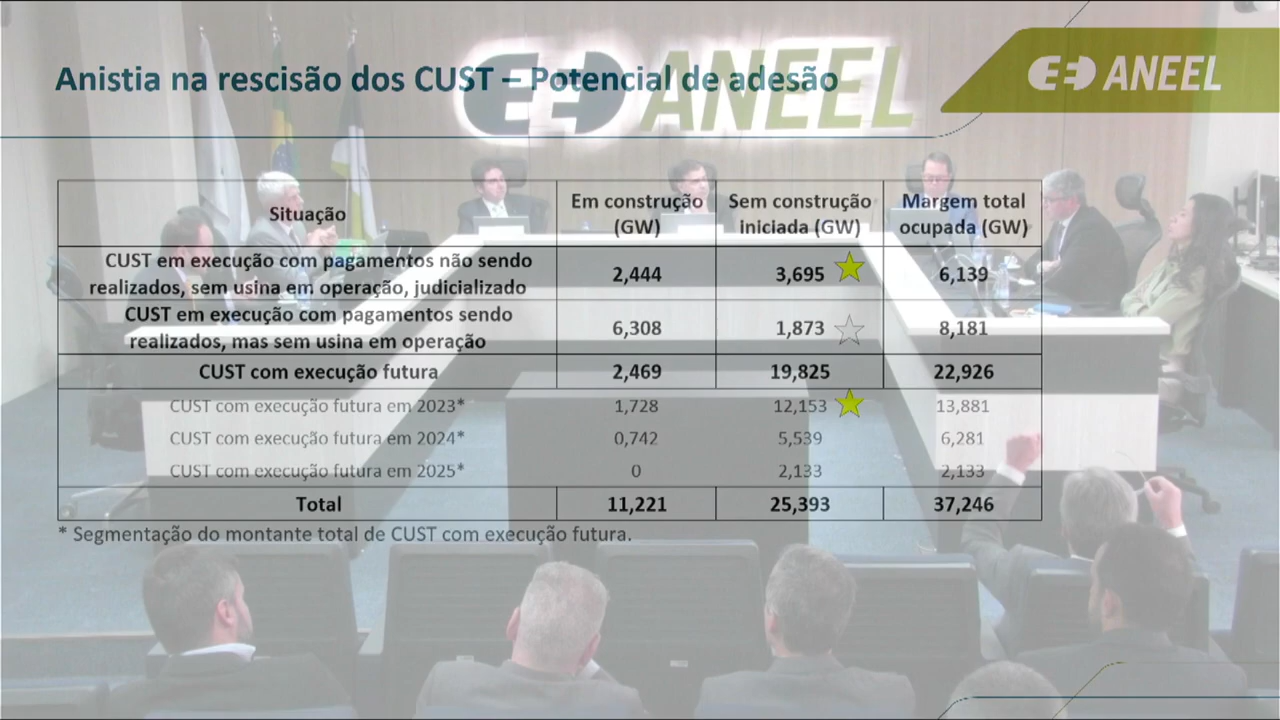 Anistia na rescisão dos CUST – Potencial de adesão
ANEEL
ANEEL
Situação
Em construção
(GW)
Sem construção
iniciada (GW)
Margem total
ocupada (GW)
CUST em execução com pagamentos não sendo
realizados, sem usina em operação, judicializado
2,444
3,695
6,139
CUST em execução com pagamentos sendo
realizados, mas sem usina em operação
6,308
1,873
8,181
CUST com execução futura
2,469
19,825
22,926
CUST com execução futura em 2023*
1,728
12,153
13,881
CUST com execução futura em 2024*
0,742
5,539
6,281
CUST com execução futura em 2025*
0
2,133
2,133
Total
11,221
25,393
37,246
* Segmentação do montante total de CUST com execução futura.